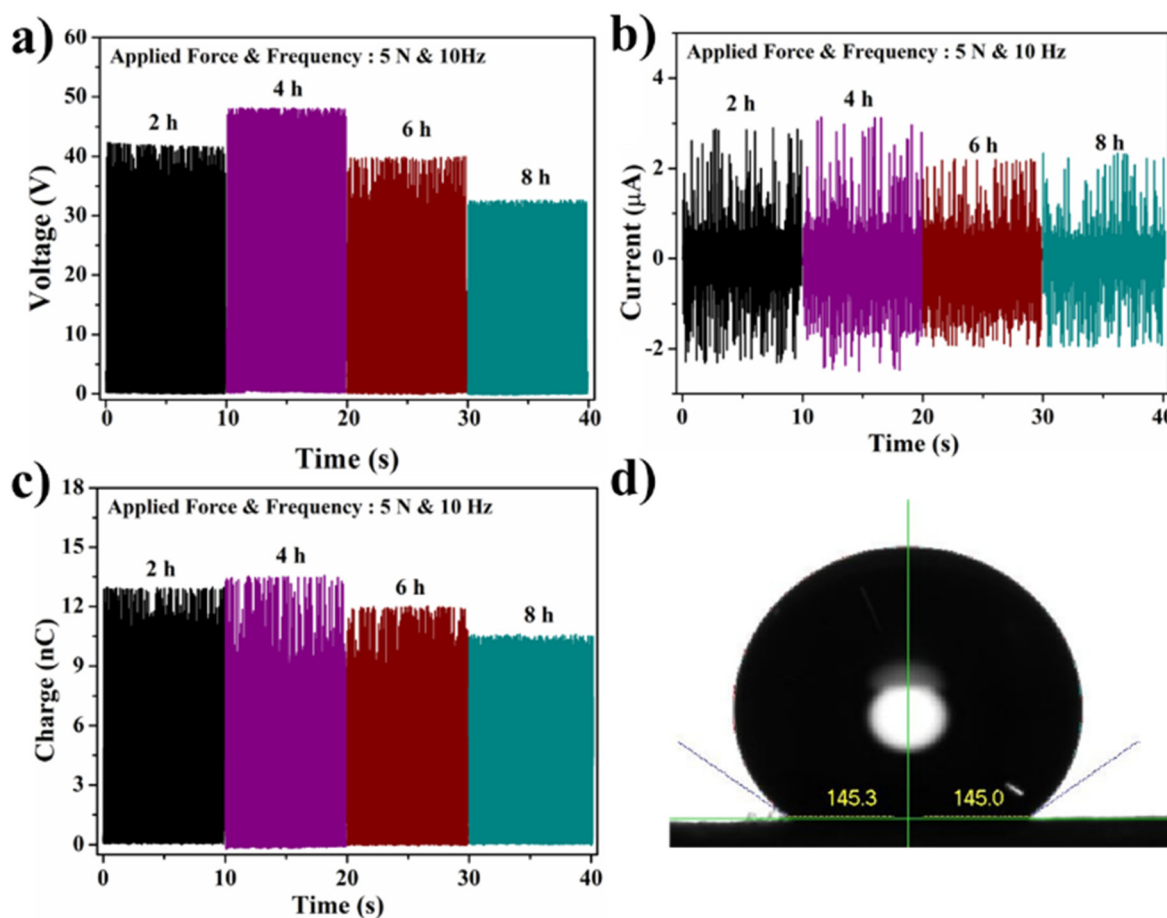 a)
Applied Force & Frequency : 5 N & 10Hz
60
50
40
30
20
10
0
Voltage (V)
2 h
4 h
6 h
8 h
0 10 20 30 40
Time (s)
b)
Applied Force & Frequency : 5 N & 10 Hz
4
2
0
-2
Current (μA)
2 h
4 h
6 h
8 h
0 10 20 30 40
Time (s)
c)
Applied Force & Frequency : 5 N & 10 Hz
18
15
12
9
6
3
0
Charge (nC)
2 h
4 h
6 h
8 h
0 10 20 30 40
Time (s)
d)
145.3 145.0